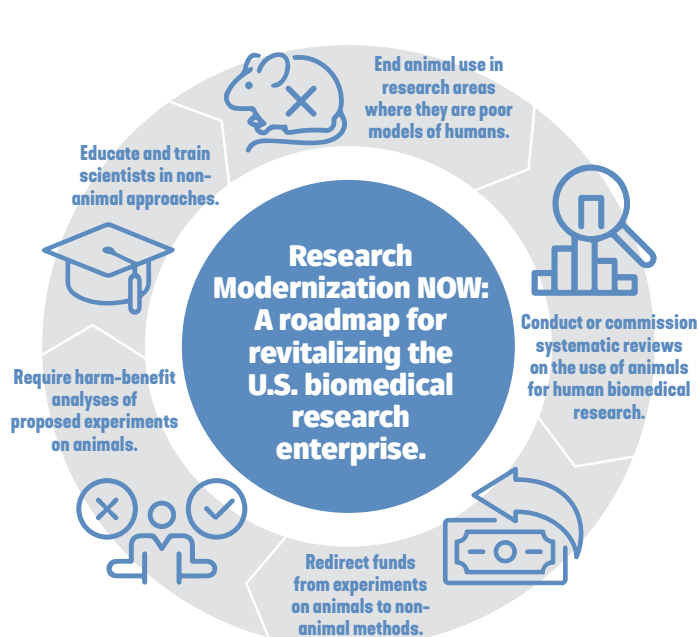 End animal use in
research areas
where they are poor
models of humans.
Educate and train
scientists in non-
animal approaches.
Research
Modernization NOW:
A roadmap for
revitalizing the
U.S. biomedical
research
enterprise.
Conduct or commission
systematic reviews
on the use of animals
for human biomedical
research.
Require harm-benefit
analyses of
proposed experiments
on animals.
Redirect funds
from experiments
on animals to non-
animal methods.